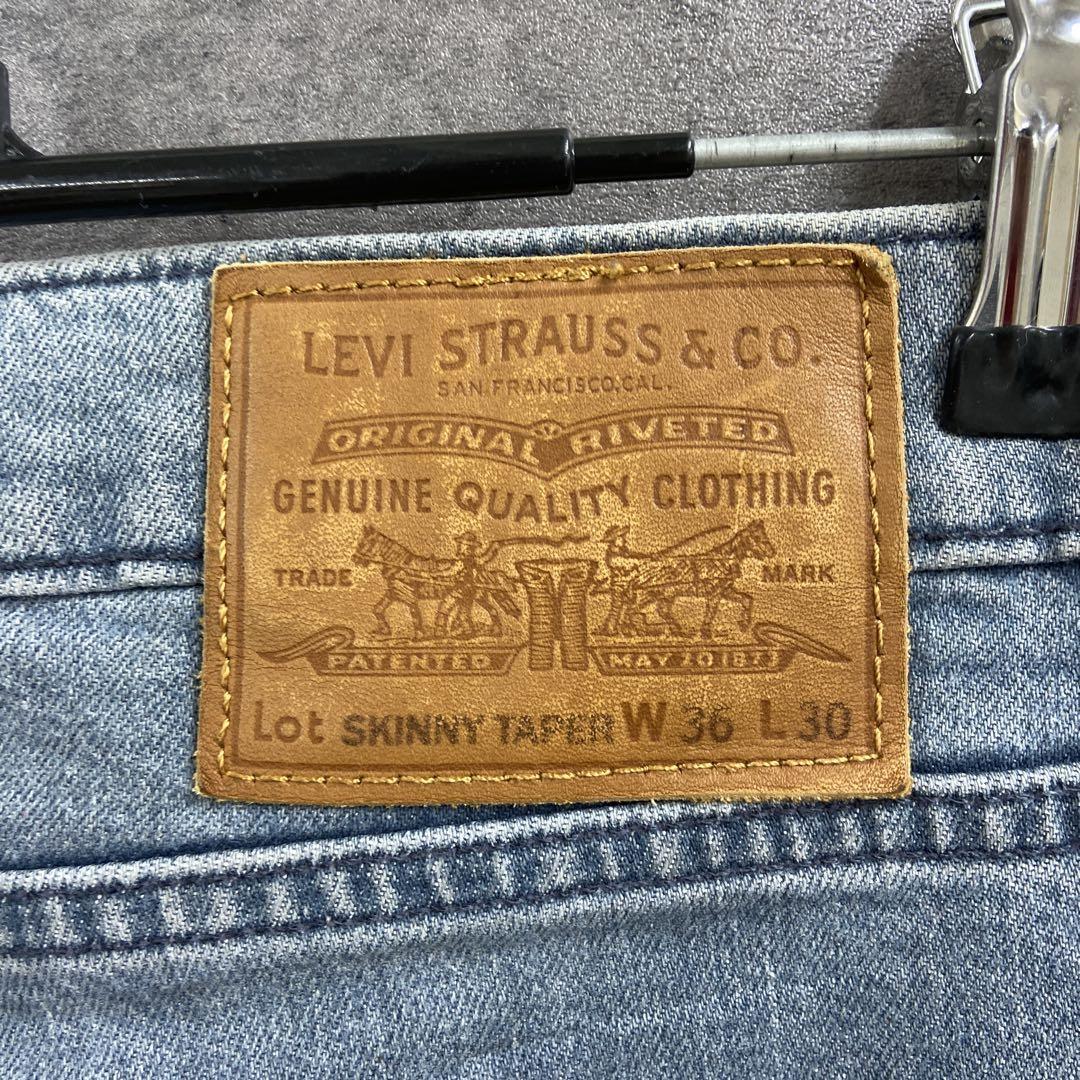 LEVI STRAUSS & CO.
SAN FRANCISCO, CAL.
ORIGINAL RIVETED
GENUINE QUALITY CLOTHING
TRADE MARK
PATENTED MAY 20 1873
Lot SKINNY TAPER W 36 L 30